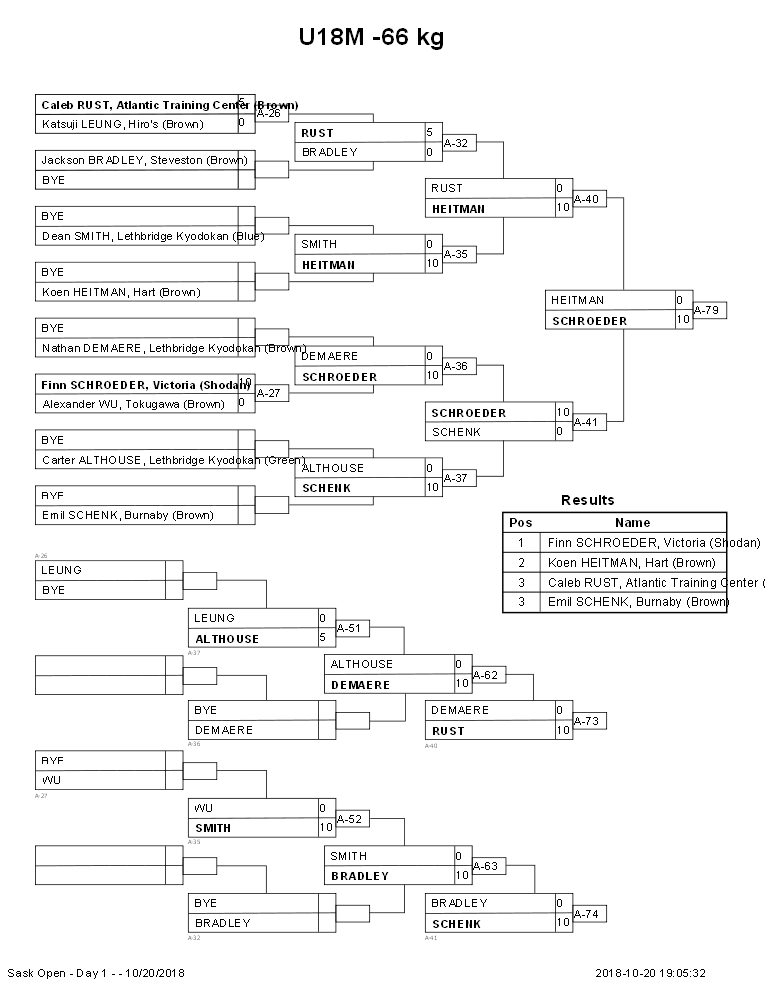 U18M -66 kg
Caleb RUST, Atlantic Training Center (Brown) 5
Katsuji LEUNG, Hiro's (Brown) 0
A-26
Jackson BRADLEY, Steveston (Brown)
BYE
RUST 5
BRADLEY 0
A-32
BYE
Dean SMITH, Lethbridge Kyodokan (Blue)
BYE
Koen HEITMAN, Hart (Brown)
SMITH 0
HEITMAN 10
A-35
RUST 0
HEITMAN 10
A-40
BYE
Nathan DEMAERE, Lethbridge Kyodokan (Brown)
Finn SCHROEDER, Victoria (Shodan) 10
Alexander WU, Tokugawa (Brown) 0
A-27
DEMAERE 0
SCHROEDER 10
A-36
BYE
Carter ALTHOUSE, Lethbridge Kyodokan (Green)
BYE
Emil SCHENK, Burnaby (Brown)
ALTHOUSE 0
SCHENK 10
A-37
SCHROEDER 10
SCHENK 0
A-41
HEITMAN 0
SCHROEDER 10
A-79
Results
Pos Name
1 Finn SCHROEDER, Victoria (Shodan)
2 Koen HEITMAN, Hart (Brown)
3 Caleb RUST, Atlantic Training Center (
3 Emil SCHENK, Burnaby (Brown)
A-26
LEUNG
BYE
LEUNG 0
ALTHOUSE 5
A-51
A-37
BYE
DEMAERE
A-36
ALTHOUSE 0
DEMAERE 10
A-62
DEMAERE 0
RUST 10
A-73
A-40
BYE
WU
A-27
WU 0
SMITH 10
A-52
A-35
BYE
BRADLEY
A-32
SMITH 0
BRADLEY 10
A-63
BRADLEY 0
SCHENK 10
A-74
A-41
Sask Open - Day 1 - - 10/20/2018
2018-10-20 19:05:32